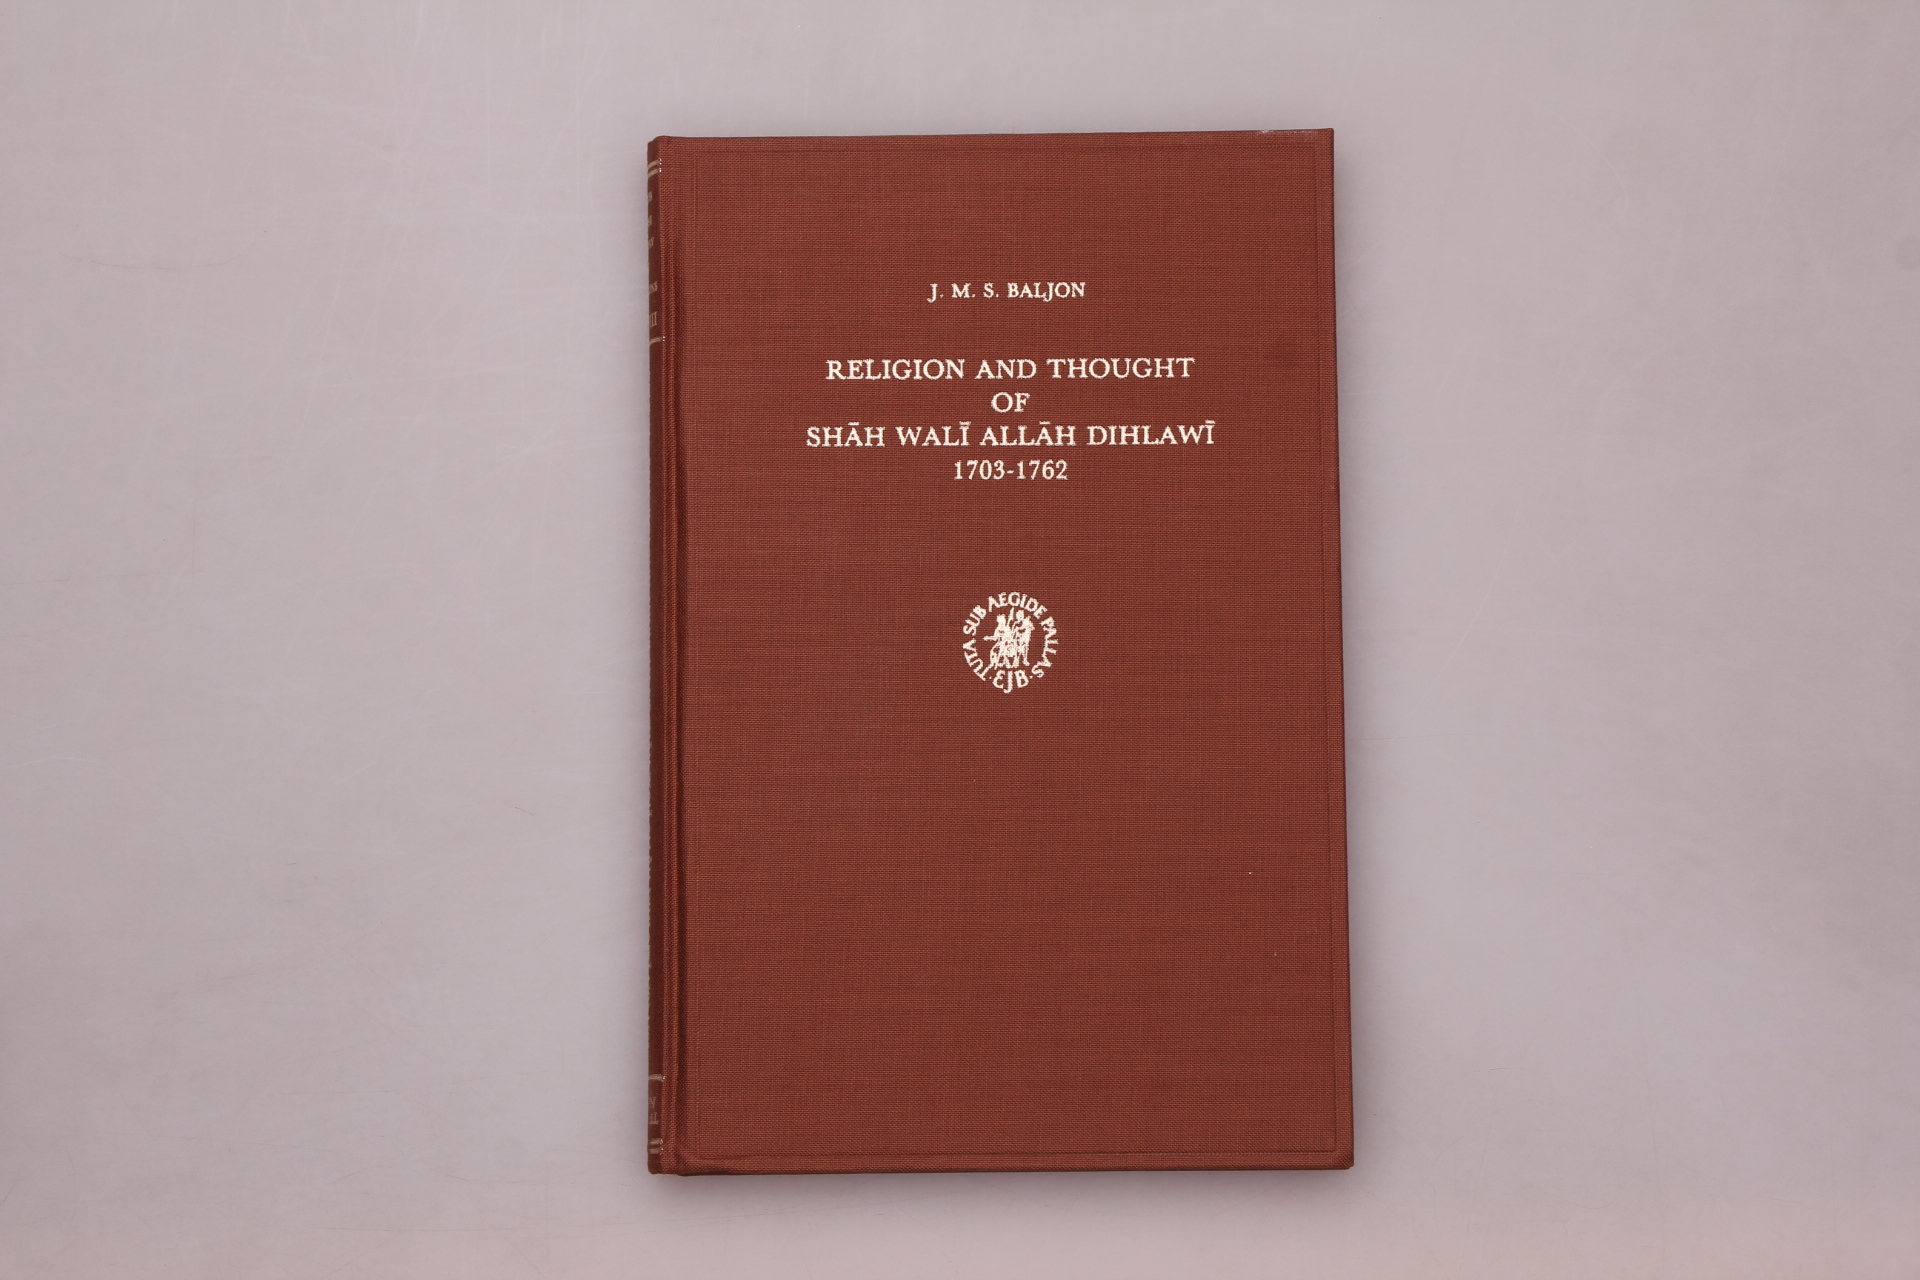 J. M. S. BALJON
RELIGION AND THOUGHT
OF
SHĀH WALĪ ALLĀH DIHLAWĪ
1703-1762
TUTA SUB AEGIDE PALLAS
EJB